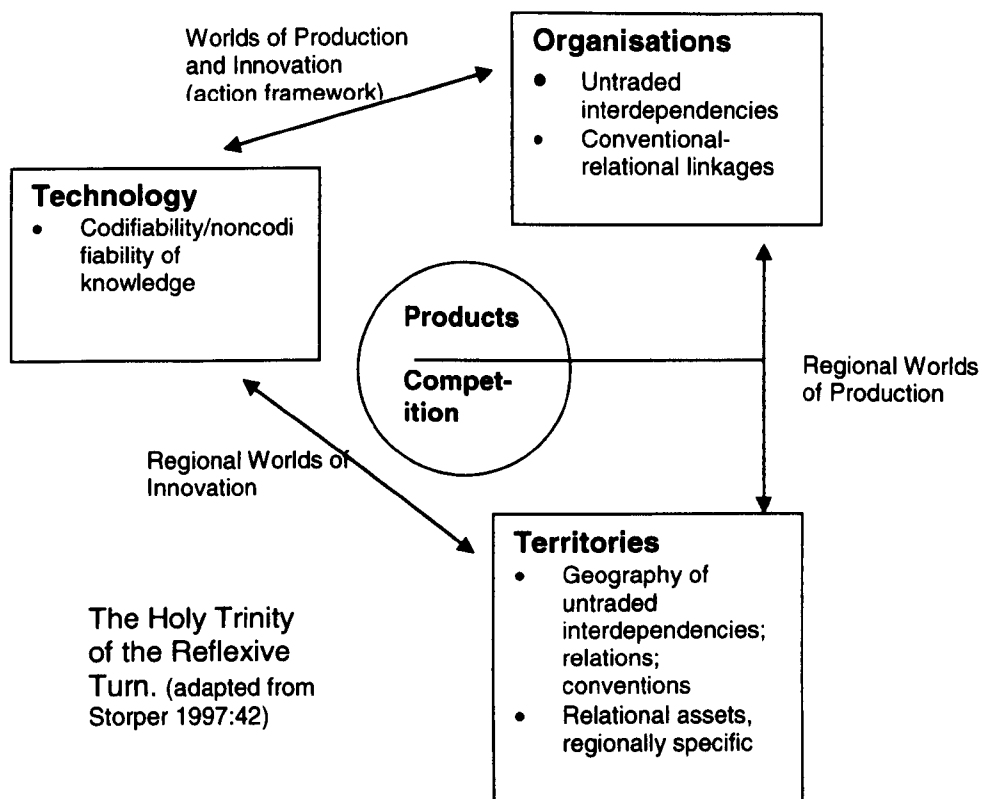 Worlds of Production
and Innovation
(action framework)
Organisations
• Untraded
interdependencies
• Conventional-
relational linkages
Technology
• Codifiability/noncodi
fiability of
knowledge
Products
Compet-
ition
Regional Worlds
of Production
Regional Worlds of
Innovation
Territories
• Geography of
untraded
interdependencies;
relations;
conventions
• Relational assets,
regionally specific
The Holy Trinity
of the Reflexive
Turn. (adapted from
Storper 1997:42)